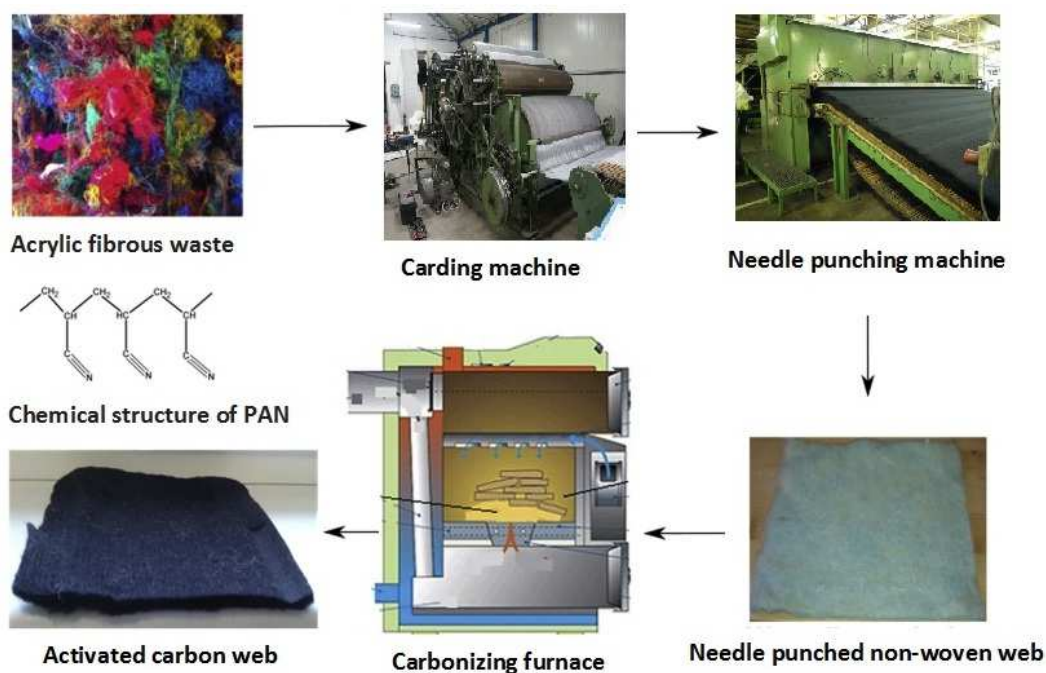 Acrylic fibrous waste
Carding machine
Needle punching machine
CH₂ CH₂ CH₂
CH HC CH
C C C
N N N
Chemical structure of PAN
Activated carbon web
Carbonizing furnace
Needle punched non-woven web